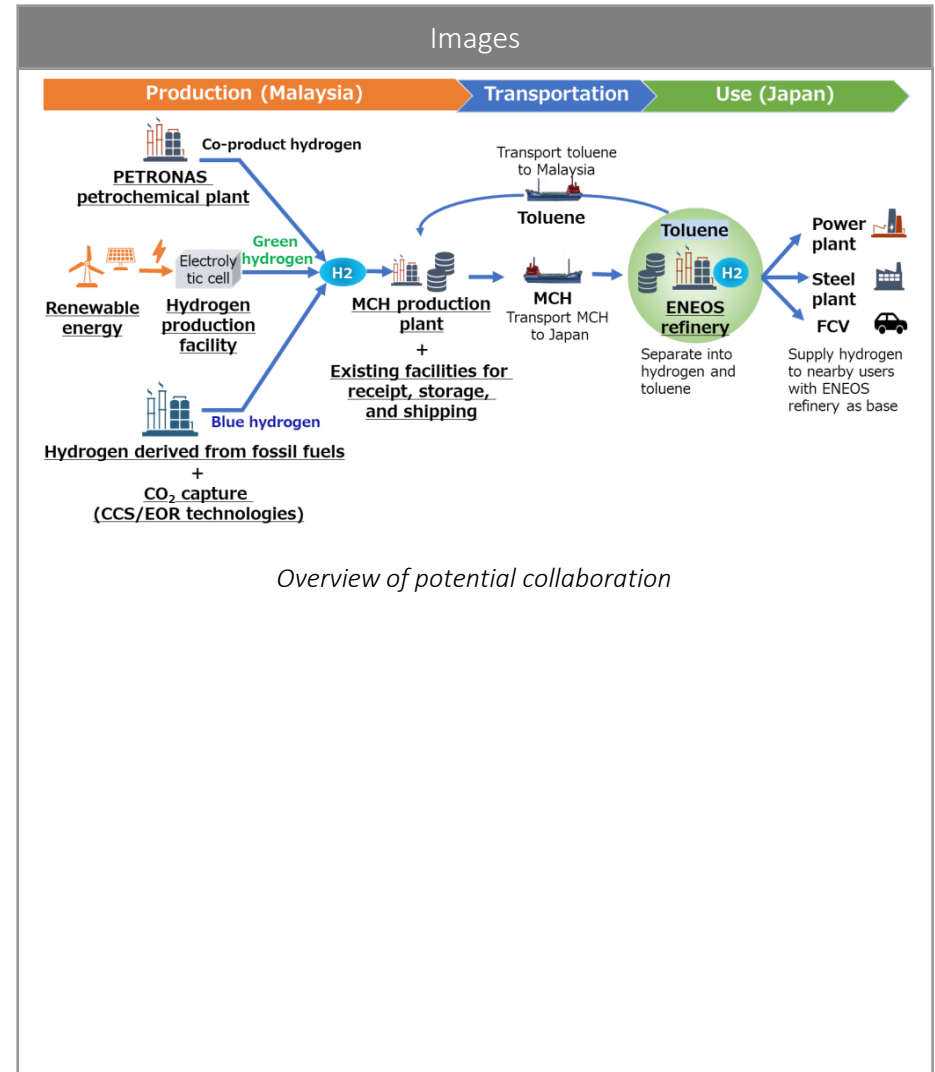 Images
Production (Malaysia)
Transportation
Use (Japan)
Co-product hydrogen
PETRONAS
petrochemical plant
Transport toluene
to Malaysia
Toluene
Green
hydrogen
Electroly
tic cell
Renewable
energy
Hydrogen
production
facility
H2
MCH production
plant
+
Existing facilities for
receipt, storage,
and shipping
MCH
Transport MCH
to Japan
Toluene
H2
ENEOS
refinery
Separate into
hydrogen and
toluene
Power
plant
Steel
plant
FCV
Supply hydrogen
to nearby users
with ENEOS
refinery as base
Blue hydrogen
Hydrogen derived from fossil fuels
+
CO₂ capture
(CCS/EOR technologies)
Overview of potential collaboration